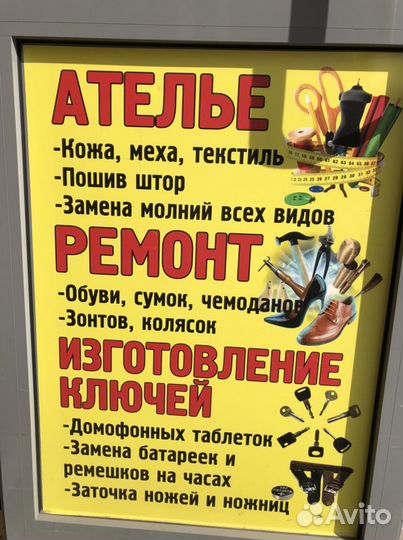 АТЕЛЬЕ
-Кожа, меха, текстиль
-Пошив штор
-Замена молний всех видов
РЕМОНТ
-Обуви, сумок, чемоданов
-Зонтов, колясок
ИЗГОТОВЛЕНИЕ
КЛЮЧЕЙ
-Домофонных таблеток
-Замена батареек и
ремешков на часах
-Заточка ножей и ножниц
Avito